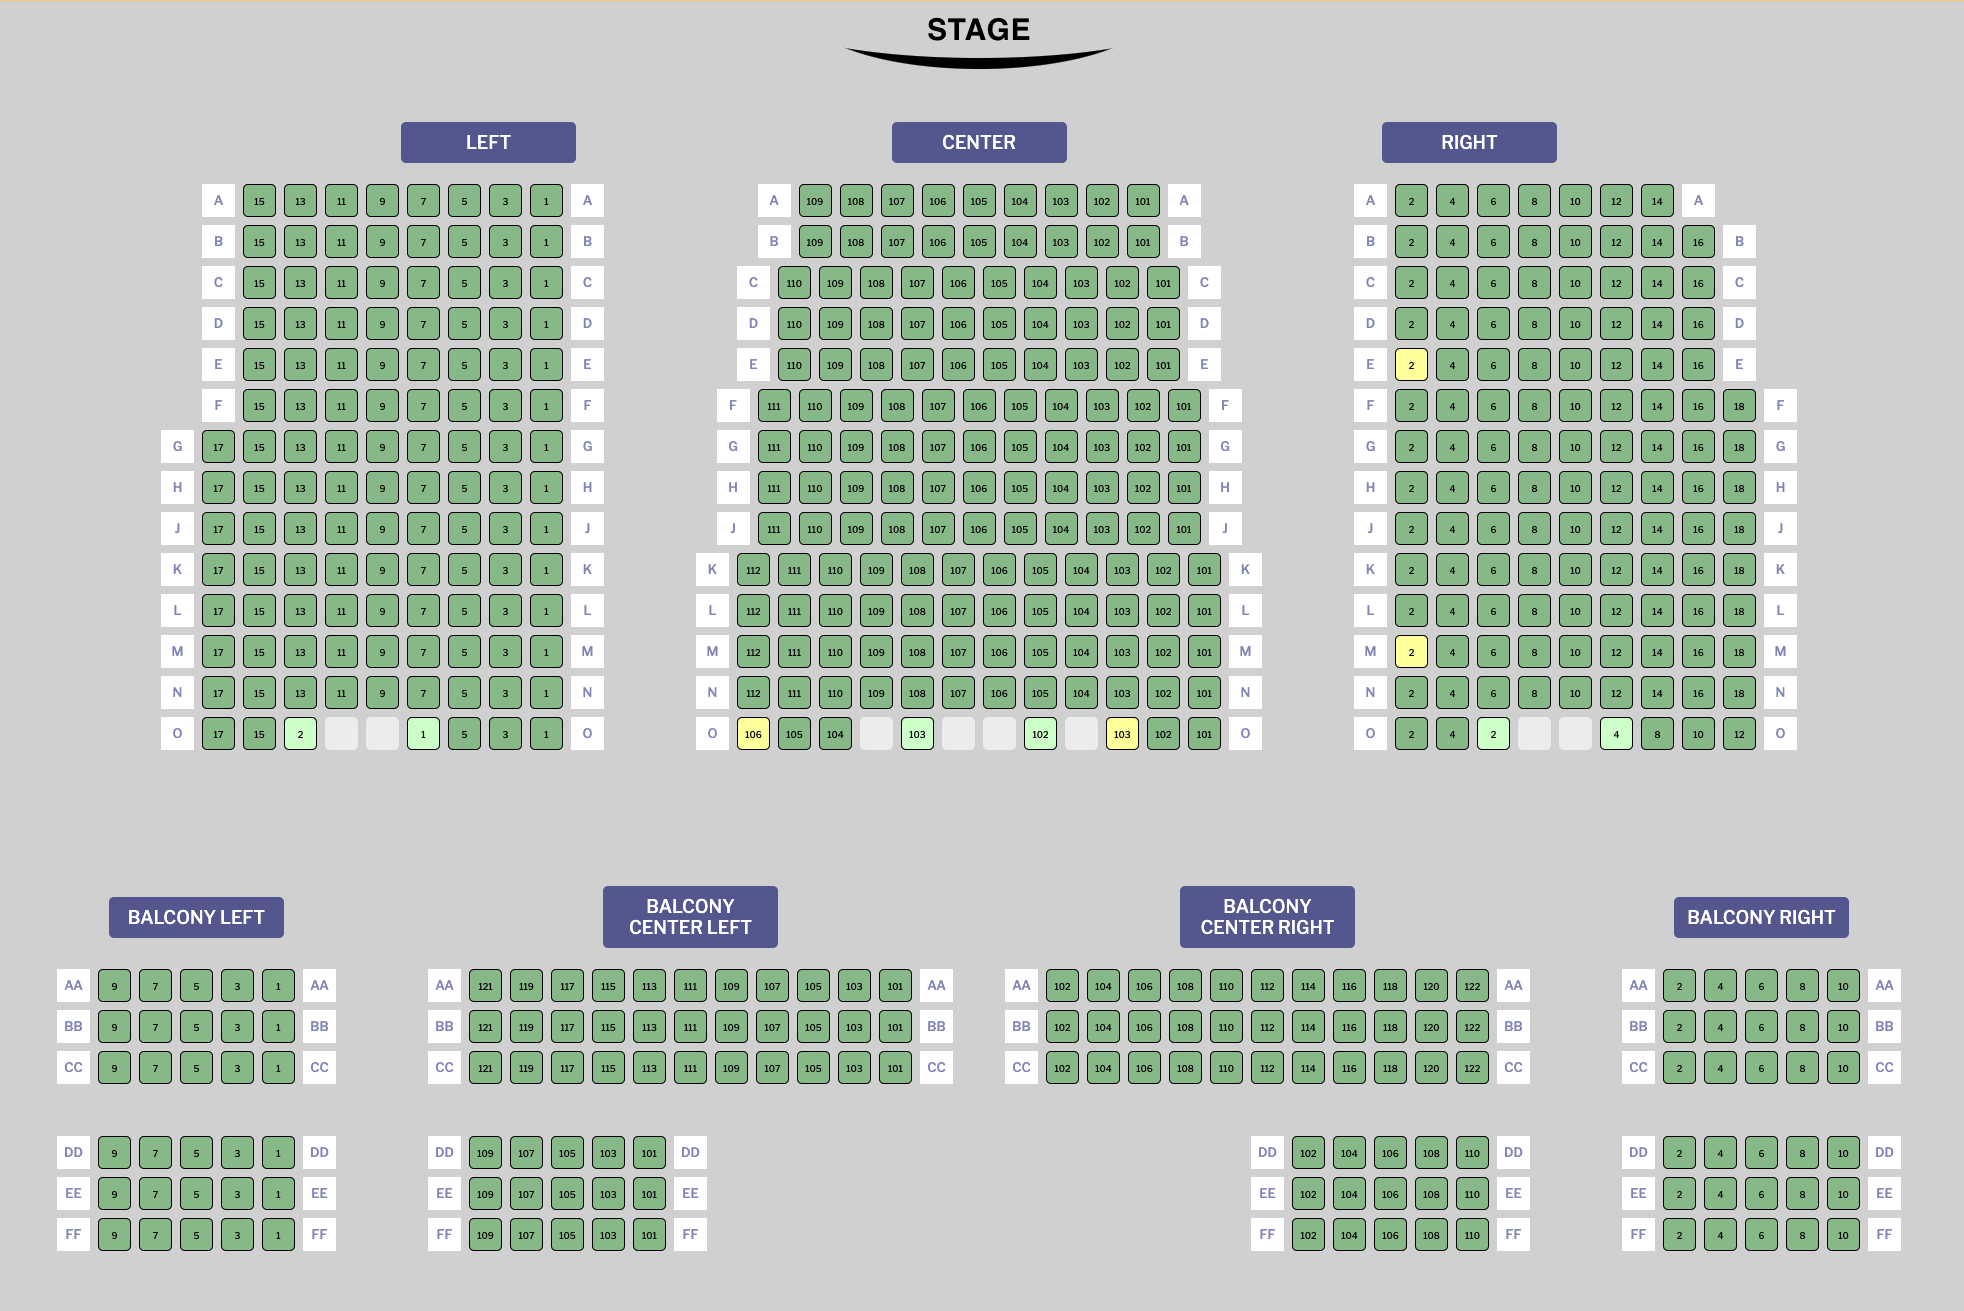 STAGE
LEFT CENTER RIGHT
A 15 13 11 9 7 5 3 1 A A 109 108 107 106 105 104 103 102 101 A A 2 4 6 8 10 12 14 A
B 15 13 11 9 7 5 3 1 B B 109 108 107 106 105 104 103 102 101 B B 2 4 6 8 10 12 14 16 B
C 15 13 11 9 7 5 3 1 C C 110 109 108 107 106 105 104 103 102 101 C C 2 4 6 8 10 12 14 16 C
D 15 13 11 9 7 5 3 1 D D 110 109 108 107 106 105 104 103 102 101 D D 2 4 6 8 10 12 14 16 D
E 15 13 11 9 7 5 3 1 E E 110 109 108 107 106 105 104 103 102 101 E E 2 4 6 8 10 12 14 16 E
F 15 13 11 9 7 5 3 1 F F 111 110 109 108 107 106 105 104 103 102 101 F F 2 4 6 8 10 12 14 16 18 F
G 17 15 13 11 9 7 5 3 1 G G 111 110 109 108 107 106 105 104 103 102 101 G G 2 4 6 8 10 12 14 16 18 G
H 17 15 13 11 9 7 5 3 1 H H 111 110 109 108 107 106 105 104 103 102 101 H H 2 4 6 8 10 12 14 16 18 H
J 17 15 13 11 9 7 5 3 1 J J 111 110 109 108 107 106 105 104 103 102 101 J J 2 4 6 8 10 12 14 16 18 J
K 17 15 13 11 9 7 5 3 1 K K 112 111 110 109 108 107 106 105 104 103 102 101 K K 2 4 6 8 10 12 14 16 18 K
L 17 15 13 11 9 7 5 3 1 L L 112 111 110 109 108 107 106 105 104 103 102 101 L L 2 4 6 8 10 12 14 16 18 L
M 17 15 13 11 9 7 5 3 1 M M 112 111 110 109 108 107 106 105 104 103 102 101 M M 2 4 6 8 10 12 14 16 18 M
N 17 15 13 11 9 7 5 3 1 N N 112 111 110 109 108 107 106 105 104 103 102 101 N N 2 4 6 8 10 12 14 16 18 N
O 17 15 2 1 5 3 1 O O 106 105 104 103 102 103 102 101 O O 2 4 2 4 8 10 12 O
BALCONY LEFT
BALCONY
CENTER LEFT
BALCONY
CENTER RIGHT
BALCONY RIGHT
AA 9 7 5 3 1 AA AA 121 119 117 115 113 111 109 107 105 103 101 AA AA 102 104 106 108 110 112 114 116 118 120 122 AA AA 2 4 6 8 10 AA
BB 9 7 5 3 1 BB BB 121 119 117 115 113 111 109 107 105 103 101 BB BB 102 104 106 108 110 112 114 116 118 120 122 BB BB 2 4 6 8 10 BB
CC 9 7 5 3 1 CC CC 121 119 117 115 113 111 109 107 105 103 101 CC CC 102 104 106 108 110 112 114 116 118 120 122 CC CC 2 4 6 8 10 CC
DD 9 7 5 3 1 DD DD 109 107 105 103 101 DD DD 102 104 106 108 110 DD DD 2 4 6 8 10 DD
EE 9 7 5 3 1 EE EE 109 107 105 103 101 EE EE 102 104 106 108 110 EE EE 2 4 6 8 10 EE
FF 9 7 5 3 1 FF FF 109 107 105 103 101 FF FF 102 104 106 108 110 FF FF 2 4 6 8 10 FF